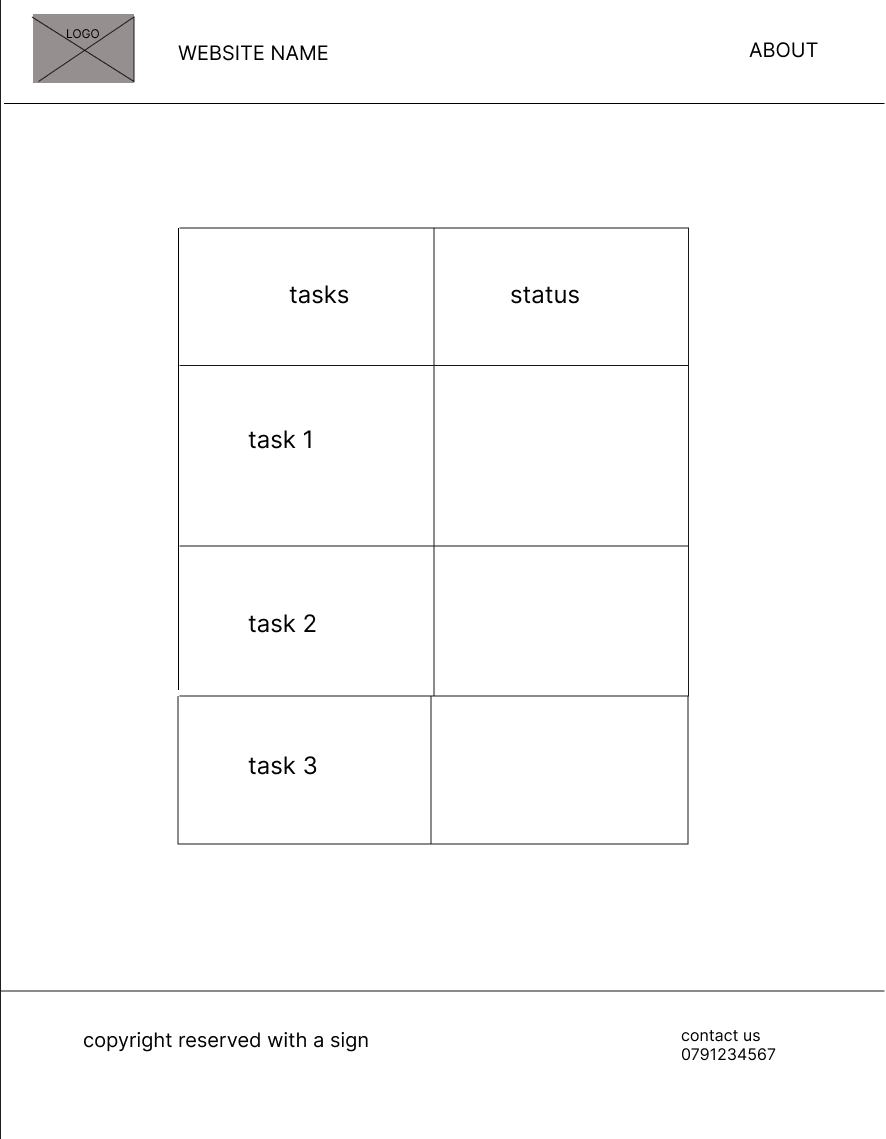 LOGO
WEBSITE NAME
ABOUT
tasks
status
task 1
task 2
task 3
copyright reserved with a sign
contact us
0791234567